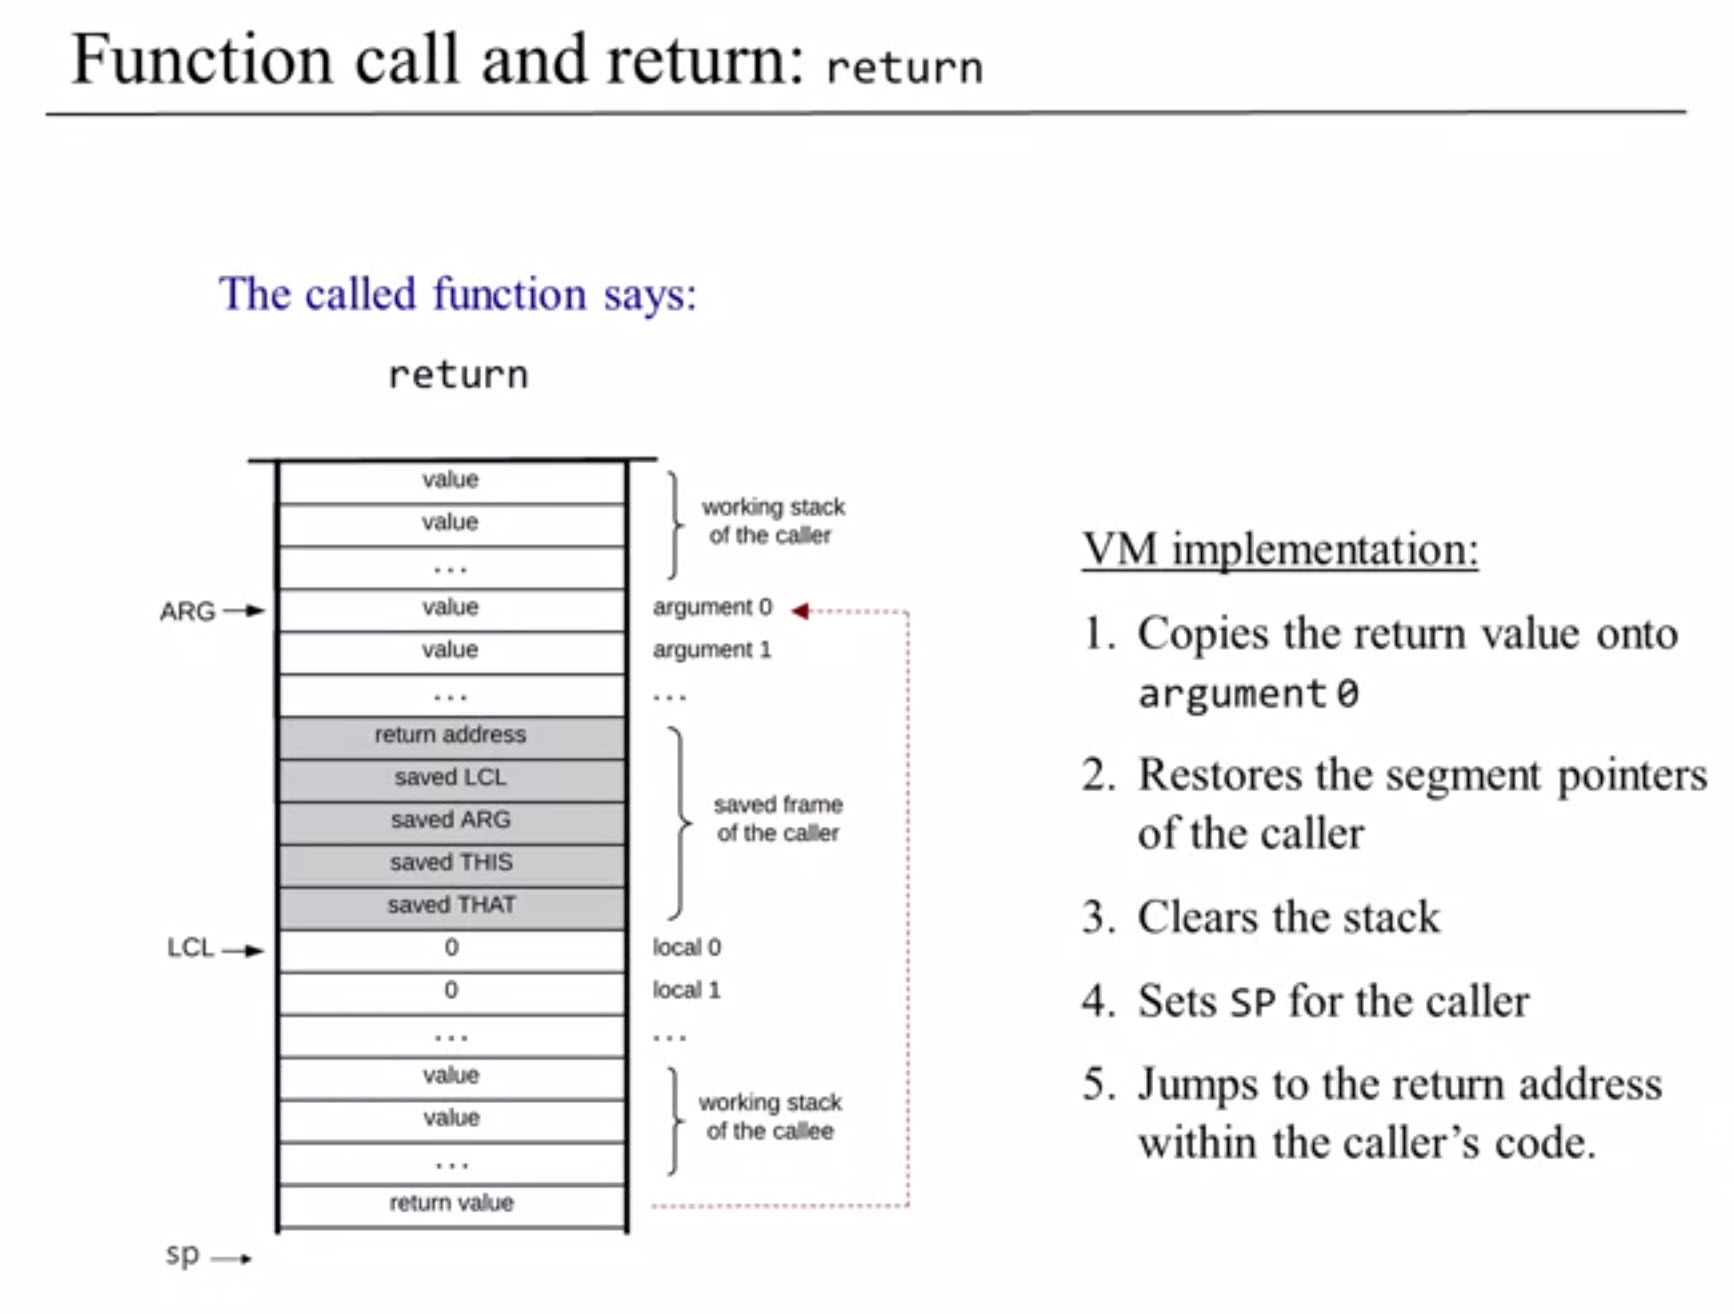 Function call and return: return
The called function says:
return
value
value
...
working stack
of the caller
ARG
value
argument 0
value
argument 1
...
...
return address
saved LCL
saved ARG
saved THIS
saved THAT
saved frame
of the caller
LCL
0
local 0
0
local 1
...
...
value
value
...
working stack
of the callee
return value
sp
VM implementation:
1. Copies the return value onto
argument 0
2. Restores the segment pointers
of the caller
3. Clears the stack
4. Sets SP for the caller
5. Jumps to the return address
within the caller’s code.